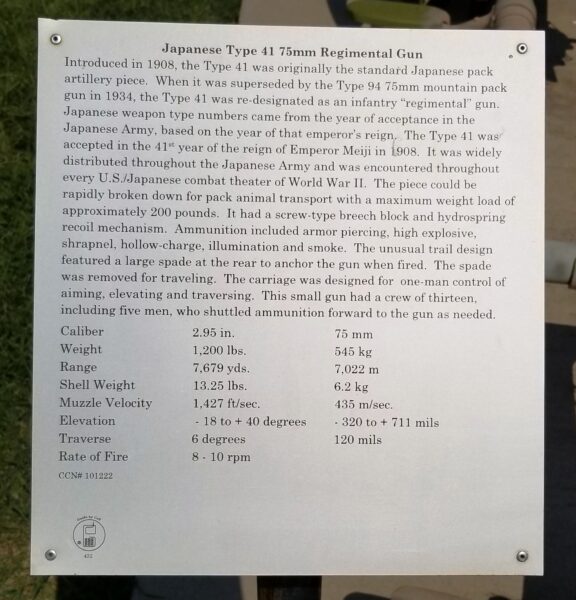 Japanese Type 41 75mm Regimental Gun
Introduced in 1908, the Type 41 was originally the standard Japanese pack
artillery piece. When it was superseded by the Type 94 75mm mountain pack
gun in 1934, the Type 41 was re-designated as an infantry “regimental” gun.
Japanese weapon type numbers came from the year of acceptance in the
Japanese Army, based on the year of that emperor's reign. The Type 41 was
accepted in the 41st year of the reign of Emperor Meiji in 1908. It was widely
distributed throughout the Japanese Army and was encountered throughout
every U.S./Japanese combat theater of World War II. The piece could be
rapidly broken down for pack animal transport with a maximum weight load of
approximately 200 pounds. It had a screw-type breech block and hydrospring
recoil mechanism. Ammunition included armor piercing, high explosive,
shrapnel, hollow-charge, illumination and smoke. The unusual trail design
featured a large spade at the rear to anchor the gun when fired. The spade
was removed for traveling. The carriage was designed for one-man control of
aiming, elevating and traversing. This small gun had a crew of thirteen,
including five men, who shuttled ammunition forward to the gun as needed.
Caliber 2.95 in. 75 mm
Weight 1,200 lbs. 545 kg
Range 7,679 yds. 7,022 m
Shell Weight 13.25 lbs. 6.2 kg
Muzzle Velocity 1,427 ft/sec. 435 m/sec.
Elevation - 18 to + 40 degrees - 320 to + 711 mils
Traverse 6 degrees 120 mils
Rate of Fire 8 - 10 rpm
CCN# 101222